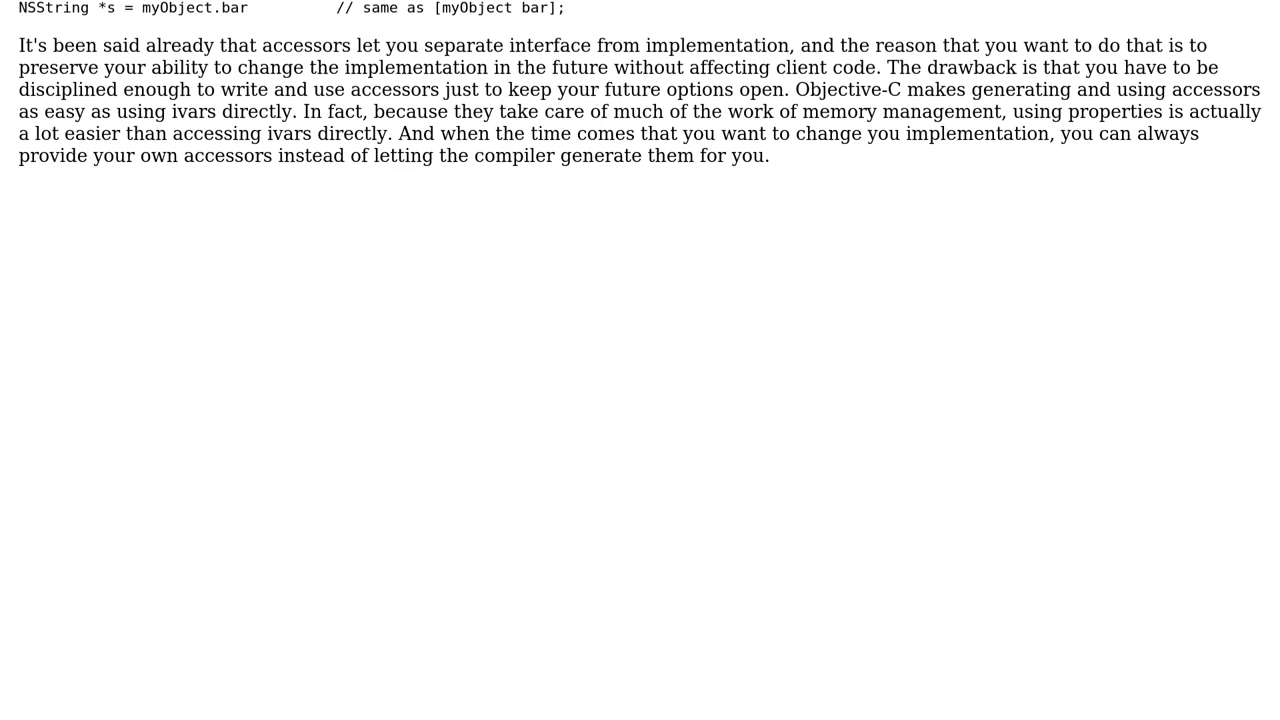 NSString *s = myObject.bar          // same as [myObject bar];
It's been said already that accessors let you separate interface from implementation, and the reason that you want to do that is to
preserve your ability to change the implementation in the future without affecting client code. The drawback is that you have to be
disciplined enough to write and use accessors just to keep your future options open. Objective-C makes generating and using accessors
as easy as using ivars directly. In fact, because they take care of much of the work of memory management, using properties is actually
a lot easier than accessing ivars directly. And when the time comes that you want to change you implementation, you can always
provide your own accessors instead of letting the compiler generate them for you.